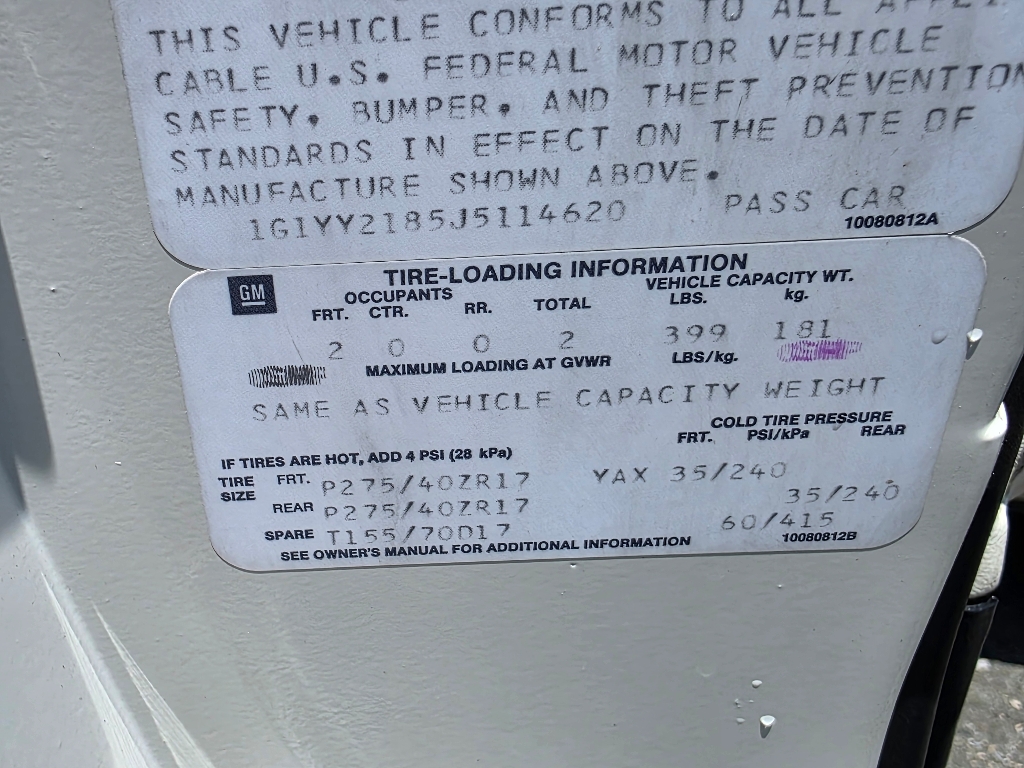 THIS VEHICLE CONFORMS TO ALL
CABLE U.S. FEDERAL MOTOR VEHICLE
SAFETY, BUMPER, AND THEFT PREVENTION
STANDARDS IN EFFECT ON THE DATE OF
MANUFACTURE SHOWN ABOVE.
1G1YY2185J5114620 PASS CAR
10080812A
GM TIRE-LOADING INFORMATION
OCCUPANTS VEHICLE CAPACITY WT.
FRT. CTR. RR. TOTAL LBS. kg.
2 0 0 2 399 181
MAXIMUM LOADING AT GVWR LBS/kg.
SAME AS VEHICLE CAPACITY WEIGHT
COLD TIRE PRESSURE
FRT. PSI/kPa REAR
IF TIRES ARE HOT, ADD 4 PSI (28 kPa)
TIRE SIZE FRT. P275/40ZR17 YAX 35/240
REAR P275/40ZR17 35/240
SPARE T155/70D17 60/415
SEE OWNER'S MANUAL FOR ADDITIONAL INFORMATION 10080812B